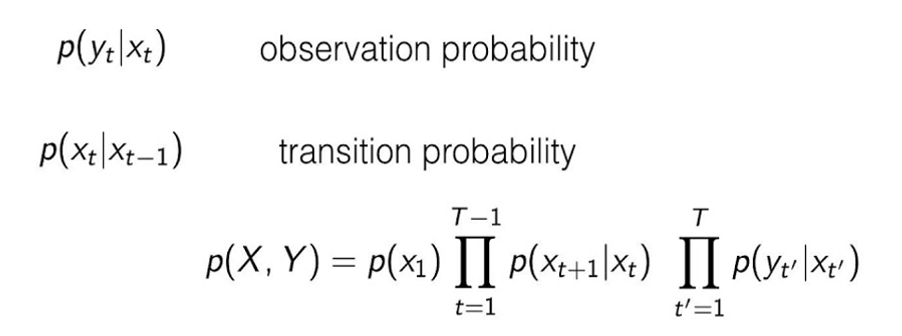 p(y_t|x_t) observation probability
p(x_t|x_{t−1}) transition probability
p(X, Y) = p(x_1) ∏_{t=1}^{T−1} p(x_{t+1}|x_t) ∏_{t′=1}^{T} p(y_{t′}|x_{t′})